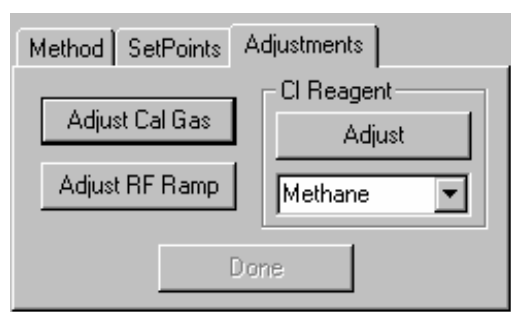 Method SetPoints Adjustments
CI Reagent
Adjust Cal Gas
Adjust
Adjust RF Ramp
Methane
Done